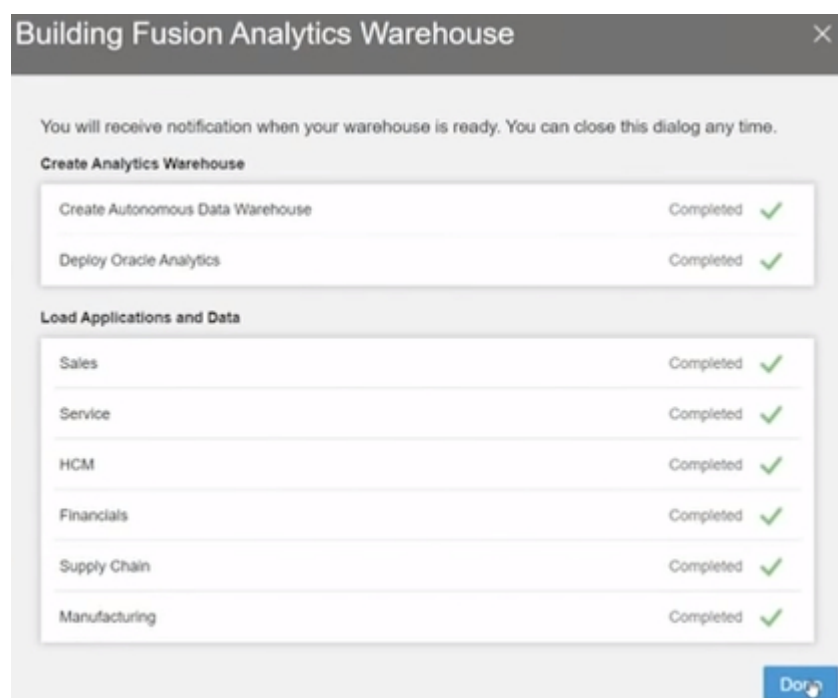 Building Fusion Analytics Warehouse
You will receive notification when your warehouse is ready. You can close this dialog any time.
Create Analytics Warehouse
Create Autonomous Data Warehouse Completed
Deploy Oracle Analytics Completed
Load Applications and Data
Sales Completed
Service Completed
HCM Completed
Financials Completed
Supply Chain Completed
Manufacturing Completed
Done